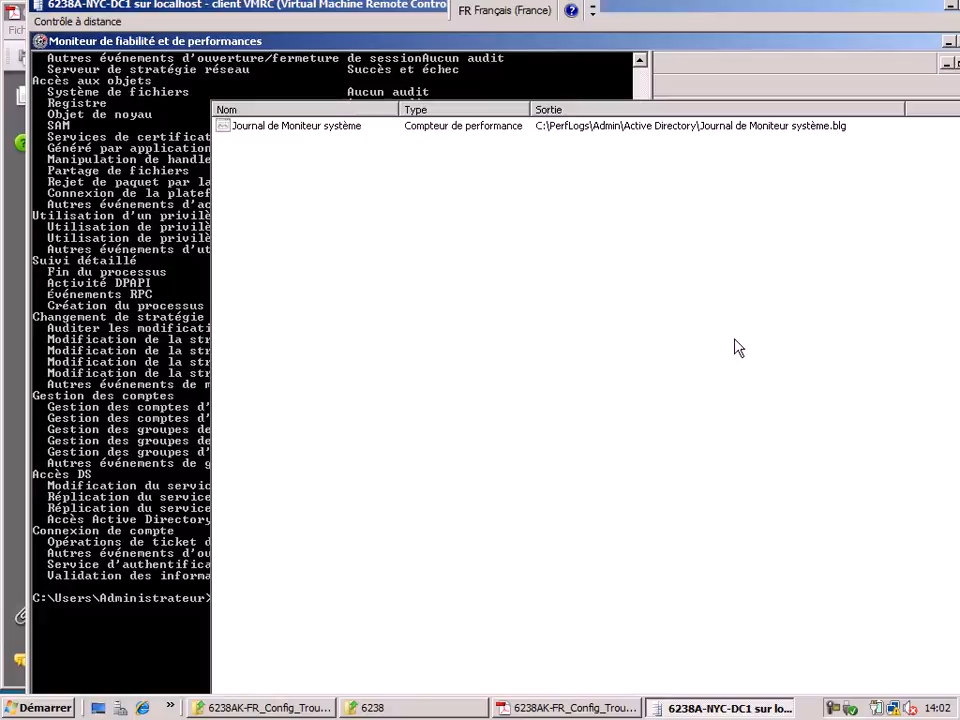 6238A-NYC-DC1 sur localhost - client VMRC (Virtual Machine Remote Contro
FR Français (France)
Contrôle à distance
Fich
Moniteur de fiabilité et de performances
Autres événements d'ouverture/fermeture de sessionAucun audit
Serveur de stratégie réseau Succès et échec
Accès aux objets
Système de fichiers Aucun audit
Registre
Objet de noyau
SAM
Services de certificat
Généré par application
Manipulation de handle
Partage de fichiers
Rejet de paquet par la
Connexion de la platef
Autres événements d'ac
Utilisation d'un privilè
Utilisation de privilè
Utilisation de privilè
Autres événements d'ut
Suivi détaillé
Fin du processus
Activité DPAPI
Événements RPC
Création du processus
Changement de stratégie
Auditer les modificati
Modification de la str
Modification de la str
Modification de la str
Modification de la str
Autres événements de m
Gestion des comptes
Gestion des comptes d'
Gestion des comptes d'
Gestion des groupes de
Gestion des groupes de
Gestion des groupes d'
Autres événements de g
Accès DS
Modification du servic
Réplication du service
Réplication du service
Accès Active Directory
Connexion de compte
Opérations de ticket d
Autres événements d'ou
Service d'authentifica
Validation des informa
C:\Users\Administrateur>
Nom Type Sortie
Journal de Moniteur système Compteur de performance C:\PerfLogs\Admin\Active Directory\Journal de Moniteur système.blg
Démarrer » 6238AK-FR_Config_Trou... 6238 6238AK-FR_Config_Trou... 6238A-NYC-DC1 sur lo... 14:02